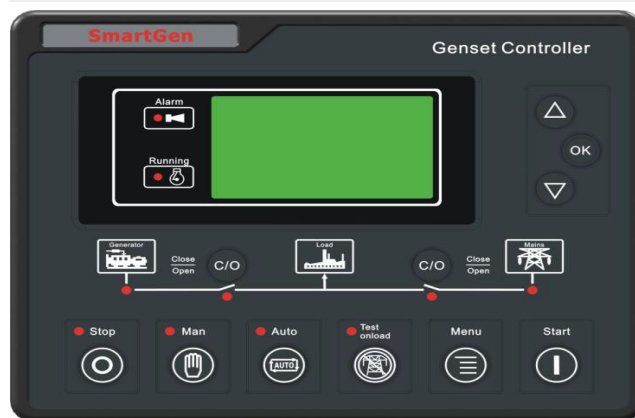 SmartGen
Genset Controller
Alarm
Running
OK
Generator
Close
Open
C/O
Load
C/O
Close
Open
Mains
Stop
Man
Auto
Test
onload
Menu
Start
AUTO